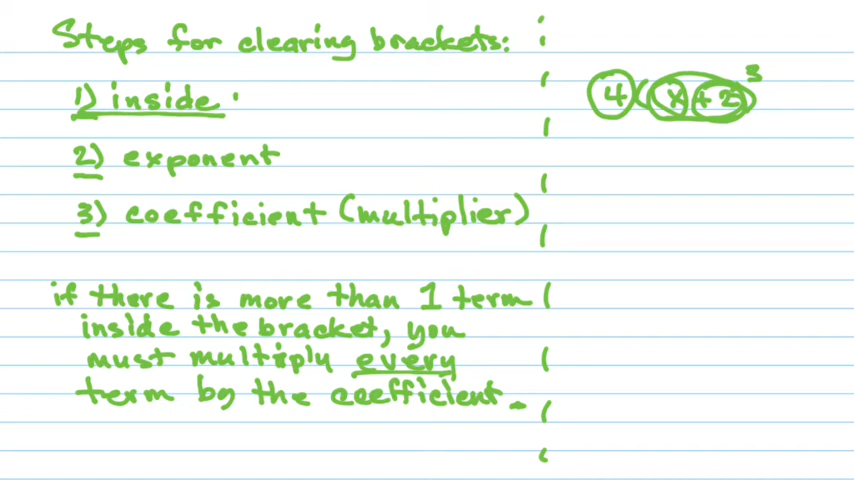 Steps for clearing brackets:
1) inside
2) exponent
3) coefficient (multiplier)
if there is more than 1 term
inside the bracket, you
must multiply every
term by the coefficient.
4(x+2)³